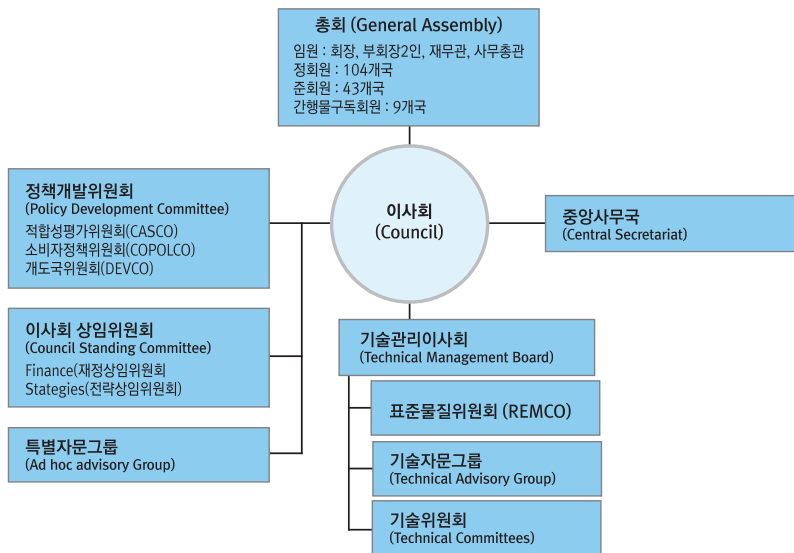 총회 (General Assembly)
임원 : 회장, 부회장2인, 재무관, 사무총관
정회원 : 104개국
준회원 : 43개국
간행물구독회원 : 9개국
정책개발위원회
(Policy Development Committee)
적합성평가위원회(CASCO)
소비자정책위원회(COPOLCO)
개도국위원회(DEVCO)
이사회
(Council)
중앙사무국
(Central Secretariat)
이사회 상임위원회
(Council Standing Committee)
Finance(재정상임위원회
Stategies(전략상임위원회)
기술관리이사회
(Technical Management Board)
표준물질위원회 (REMCO)
특별자문그룹
(Ad hoc advisory Group)
기술자문그룹
(Technical Advisory Group)
기술위원회
(Technical Committees)